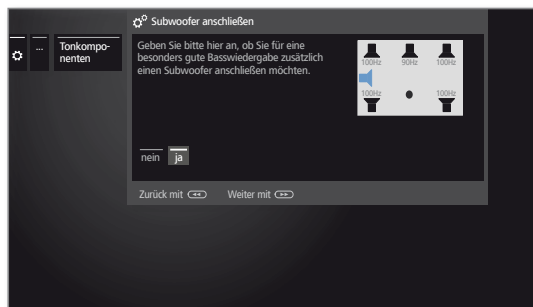 Subwoofer anschließen
...
Tonkompo-
nenten
Geben Sie bitte hier an, ob Sie für eine
besonders gute Basswiedergabe zusätzlich
einen Subwoofer anschließen möchten.
100Hz 90Hz 100Hz
100Hz 100Hz
nein ja
Zurück mit Weiter mit